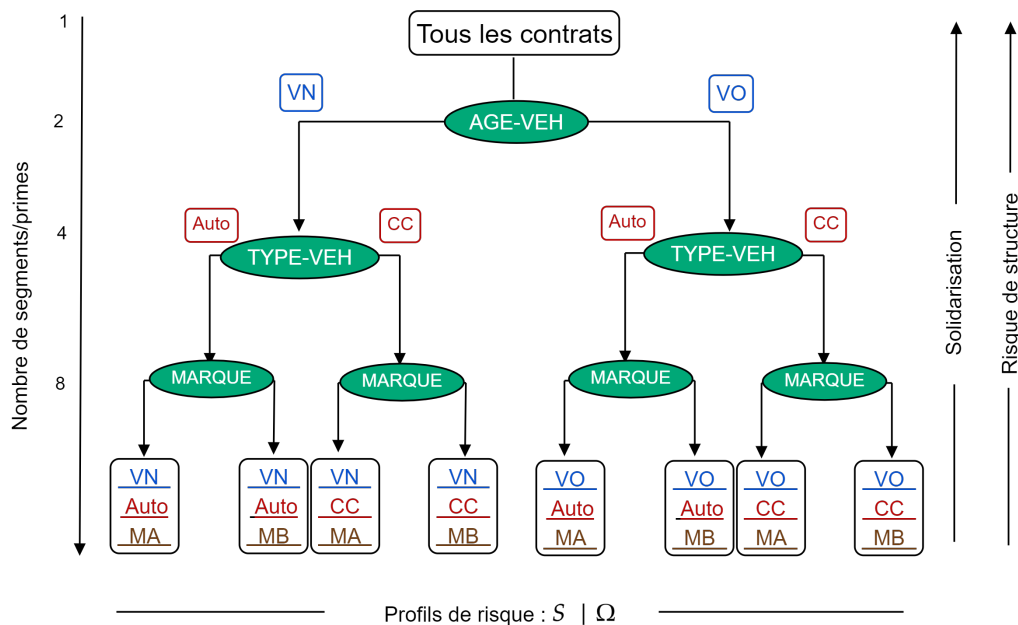 1
Tous les contrats
VN
VO
2
AGE-VEH
Auto
CC
Auto
CC
4
TYPE-VEH
TYPE-VEH
Nombre de segments/primes
Solidarisation
Risque de structure
8
MARQUE
MARQUE
MARQUE
MARQUE
VN
Auto
MA
VN
Auto
MB
VN
CC
MA
VN
CC
MB
VO
Auto
MA
VO
Auto
MB
VO
CC
MA
VO
CC
MB
Profils de risque : S | Ω